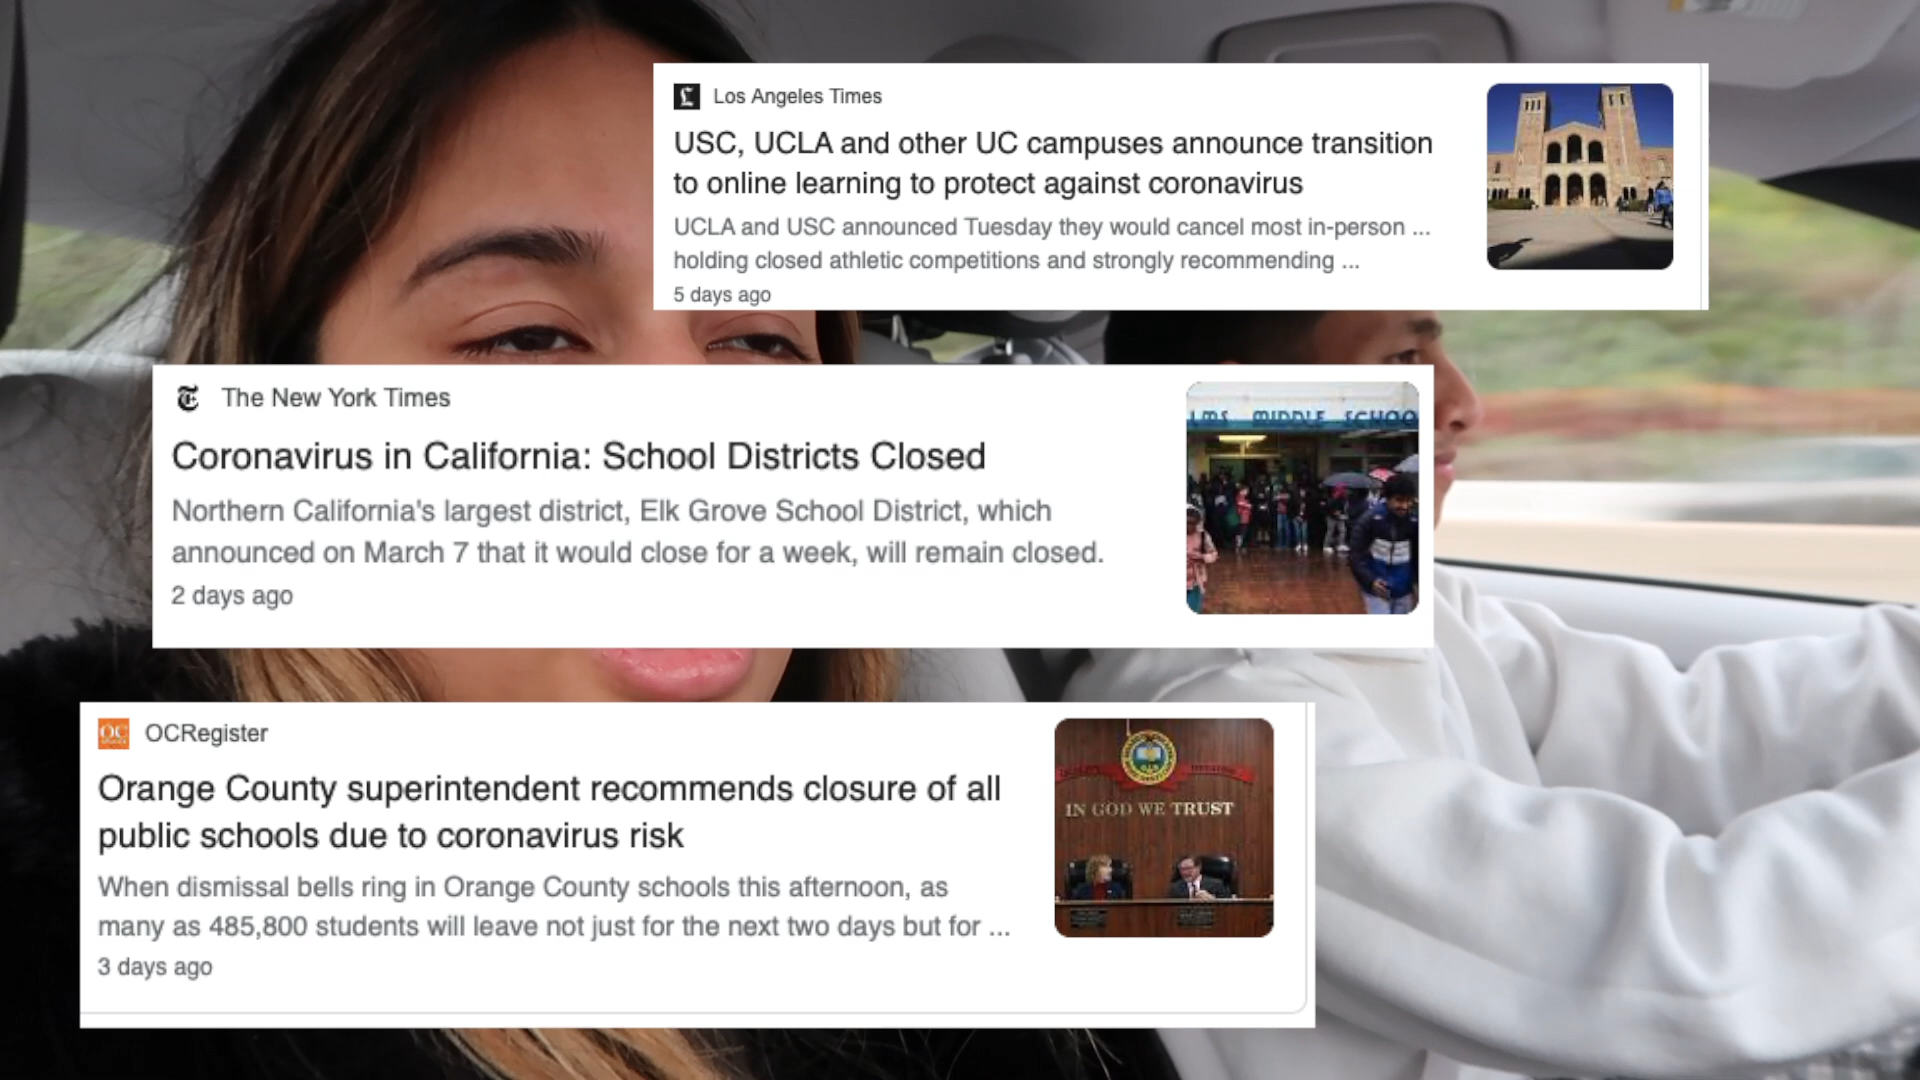 Los Angeles Times
USC, UCLA and other UC campuses announce transition
to online learning to protect against coronavirus
UCLA and USC announced Tuesday they would cancel most in-person ...
holding closed athletic competitions and strongly recommending ...
5 days ago
The New York Times
Coronavirus in California: School Districts Closed
Northern California's largest district, Elk Grove School District, which
announced on March 7 that it would close for a week, will remain closed.
2 days ago
LMS MIDDLE SCHOO
OC
OCRegister
Orange County superintendent recommends closure of all
public schools due to coronavirus risk
When dismissal bells ring in Orange County schools this afternoon, as
many as 485,800 students will leave not just for the next two days but for ...
3 days ago
IN GOD WE TRUST